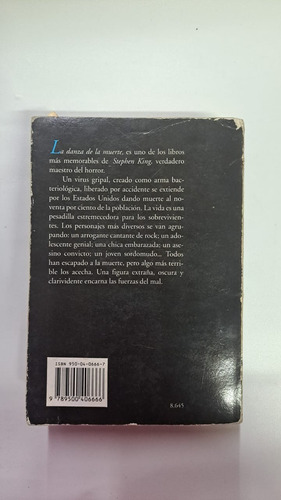 La danza de la muerte, es uno de los libros
más memorables de Stephen King, verdadero
maestro del horror.
Un virus gripal, creado como arma bac-
teriológica, liberado por accidente se extiende
por los Estados Unidos dando muerte al no-
venta por ciento de la población. La vida es una
pesadilla estremecedora para los sobrevivien-
tes. Los personajes más diversos se van agru-
pando: un arrogante cantante de rock; un ado-
lescente genial; una chica embarazada; un ase-
sino convicto; un joven sordomudo... Todos
han escapado a la muerte, pero algo más terri-
ble los acecha. Una figura extraña, oscura y
clarividente encarna las fuerzas del mal.
ISBN 950-04-0666-7
9 789500 406666
8.645